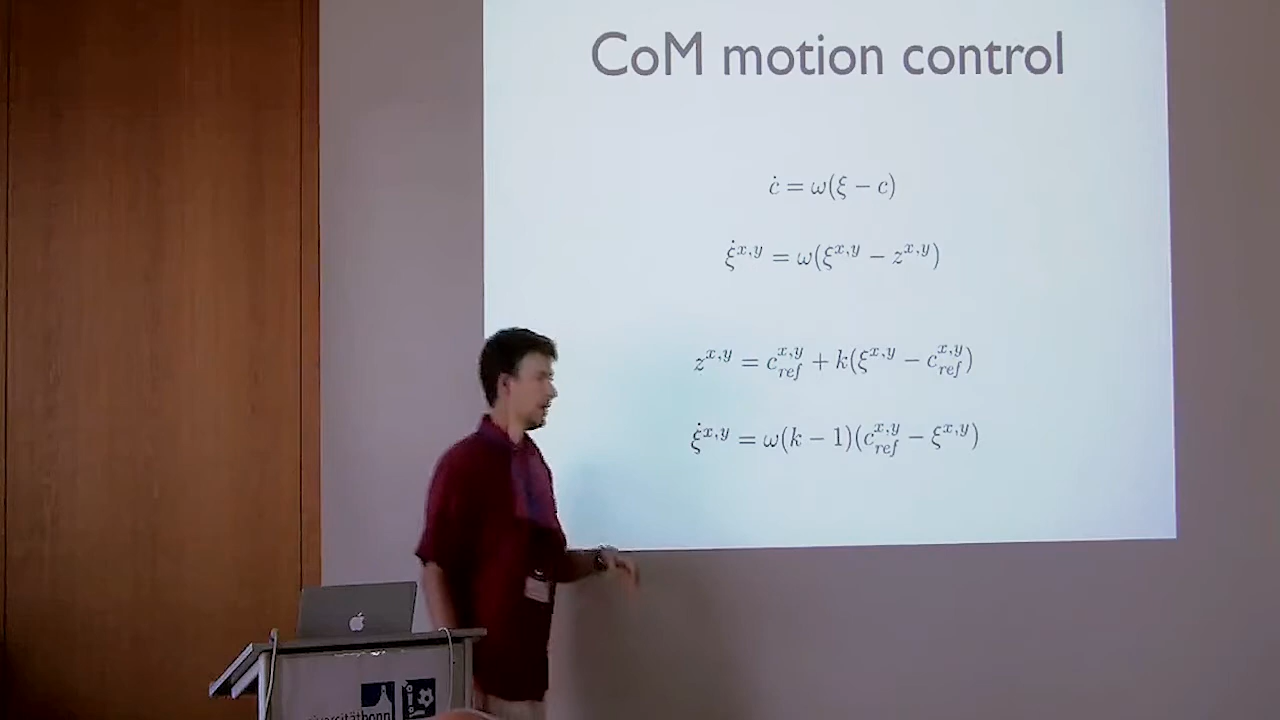 CoM motion control
ċ = ω(ξ − c)
ξ̇^{x,y} = ω(ξ^{x,y} − z^{x,y})
z^{x,y} = c_{ref}^{x,y} + k(ξ^{x,y} − c_{ref}^{x,y})
ξ̇^{x,y} = ω(k − 1)(c_{ref}^{x,y} − ξ^{x,y})